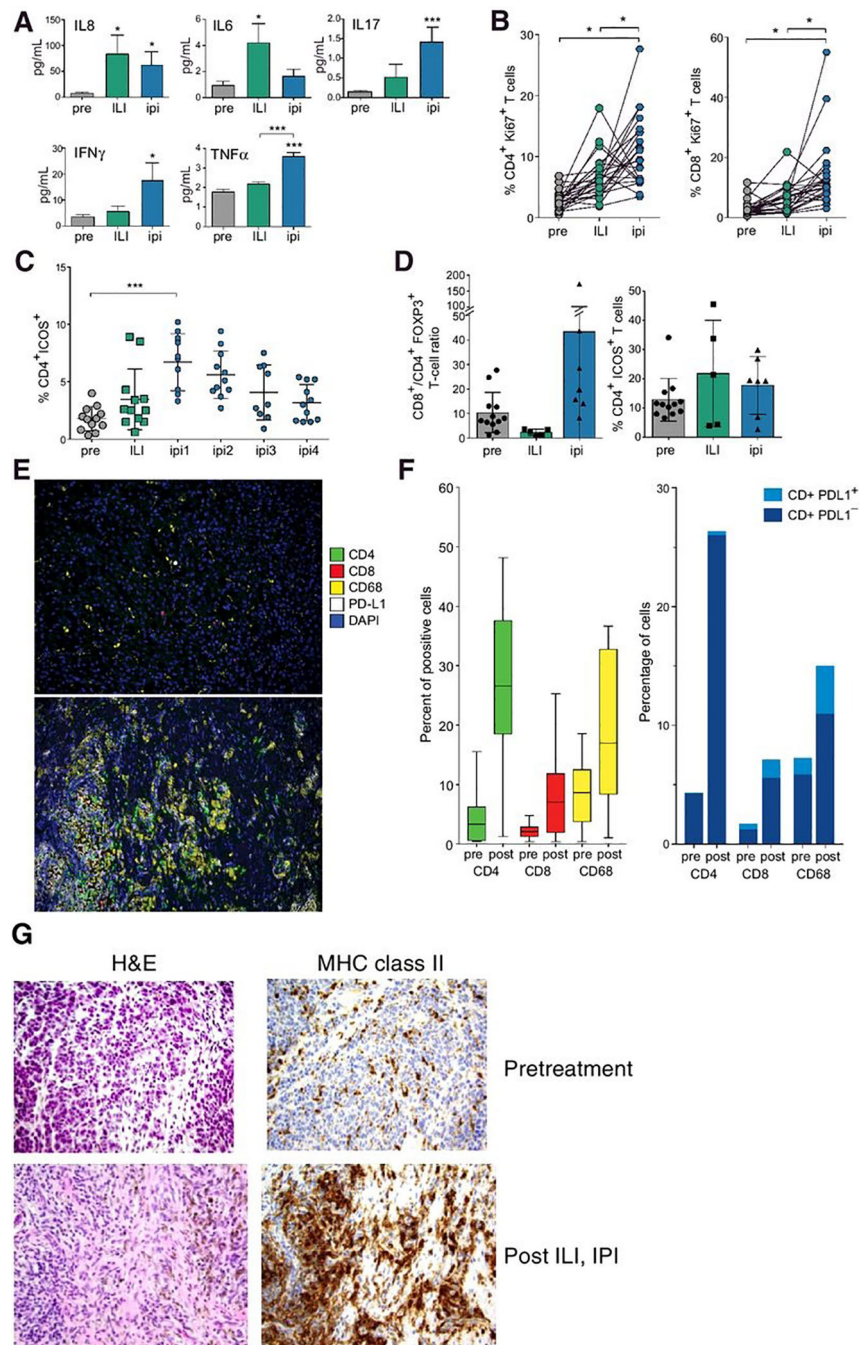 A
IL8
IL6
IL17
pg/mL
150
100
50
0
*
*
pre ILI ipi
pg/mL
6
4
2
0
*
pre ILI ipi
pg/mL
2.0
1.5
1.0
0.5
0.0
***
pre ILI ipi
IFNγ
TNFα
pg/mL
30
20
10
0
*
pre ILI ipi
pg/mL
6
4
2
0
***
***
pre ILI ipi
B
% CD4+ Ki67+ T cells
30
20
10
0
*
*
pre ILI ipi
% CD8+ Ki67+ T cells
60
40
20
0
*
*
pre ILI ipi
C
% CD4+ICOS+
15
10
5
0
***
pre ILI ipi1 ipi2 ipi3 ipi4
D
CD8+/CD4+ FOXP3+
T-cell ratio
200
150
100
50
40
30
20
10
0
pre ILI ipi
% CD4+ ICOS+ T cells
50
40
30
20
10
0
pre ILI ipi
E
CD4
CD8
CD68
PD-L1
DAPI
F
Percent of poositive cells
60
50
40
30
20
10
0
pre post pre post pre post
CD4 CD8 CD68
CD+ PDL1+
CD+ PDL1−
Percentage of cells
30
20
10
0
pre post pre post pre post
CD4 CD8 CD68
G
H&E
MHC class II
Pretreatment
Post ILI, IPI